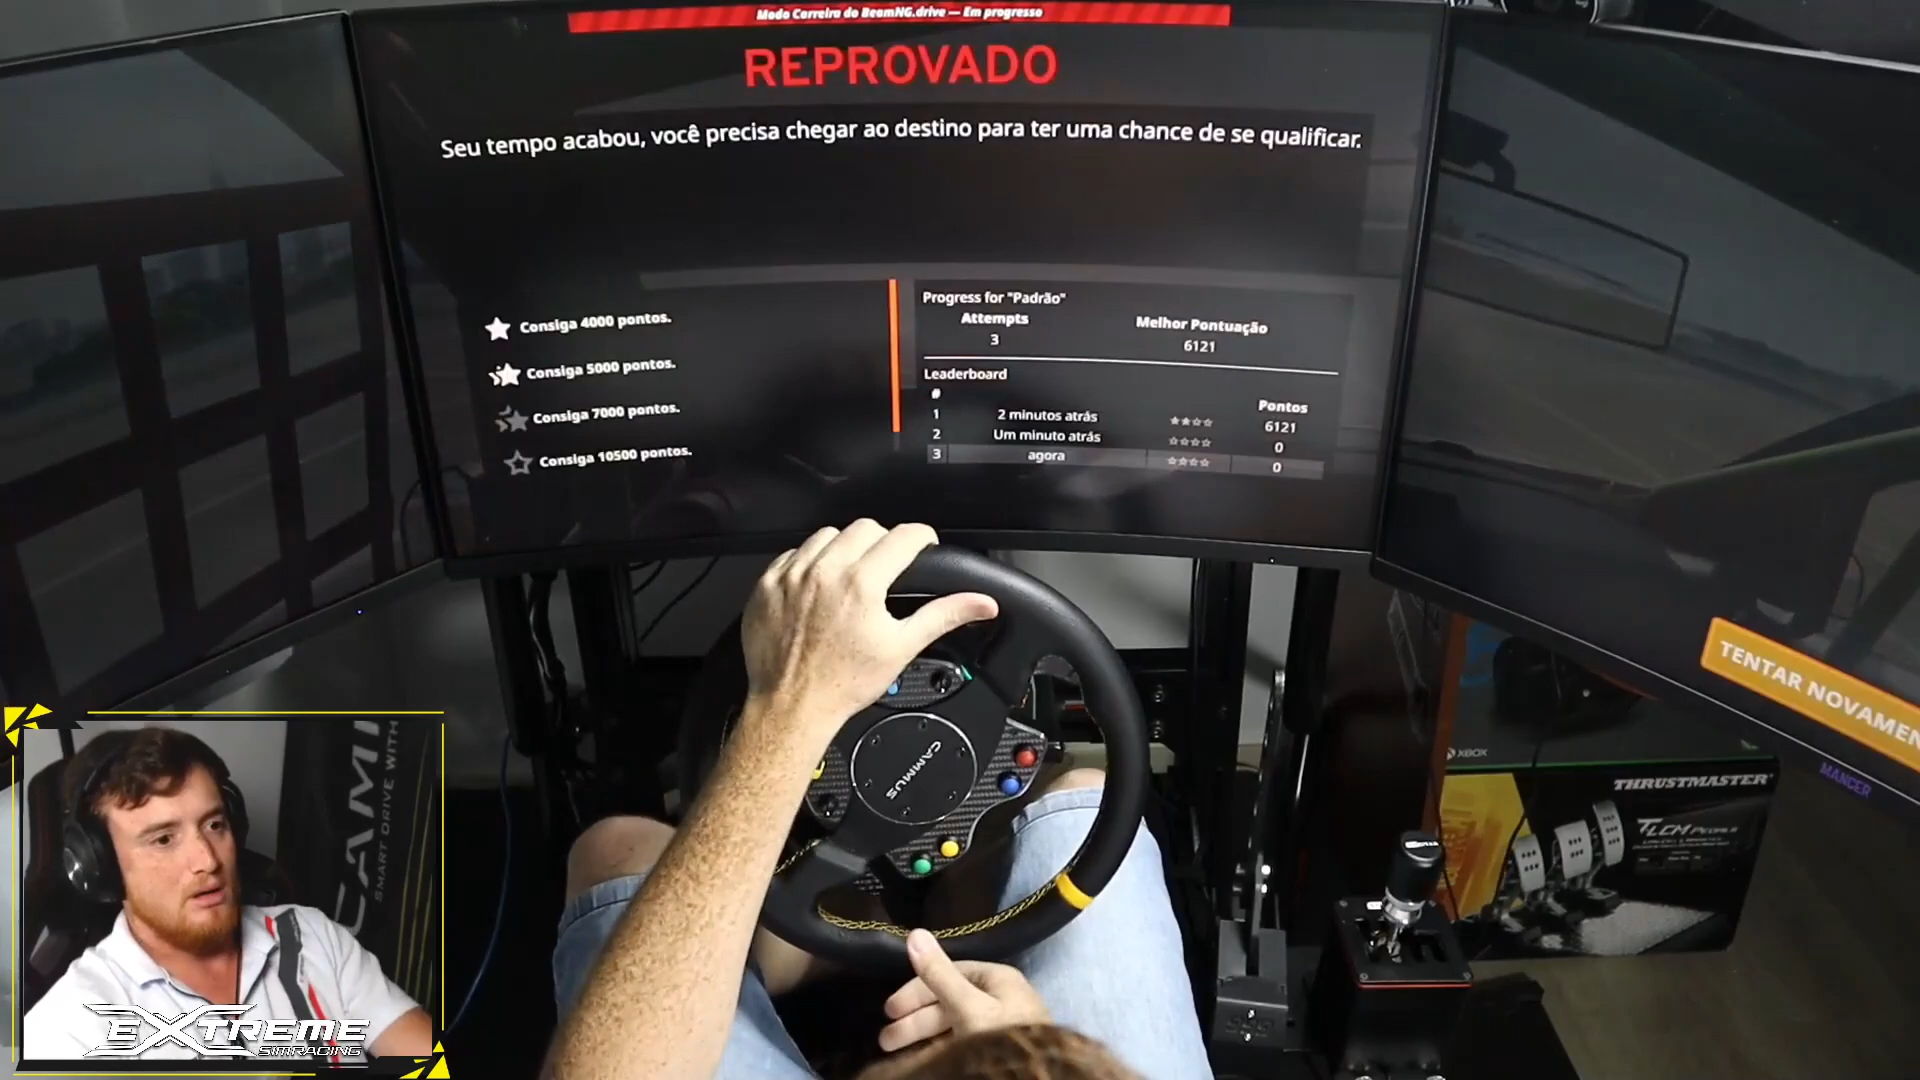 Modo Carreira do BeamNG.drive — Em progresso
REPROVADO
Seu tempo acabou, você precisa chegar ao destino para ter uma chance de se qualificar.
Consiga 4000 pontos.
Consiga 5000 pontos.
Consiga 7000 pontos.
Consiga 10500 pontos.
Progress for "Padrão"
Attempts
Melhor Pontuação
3
6121
Leaderboard
#
Pontos
1 2 minutos atrás 6121
2 Um minuto atrás 0
3 agora 0
TENTAR NOVAMEN
MANCER
CAMMUS
XBOX
THRUSTMASTER
T-LCM PEDALS
CAMM
SMART DRIVE WITH
EXTREME
SIMRACING